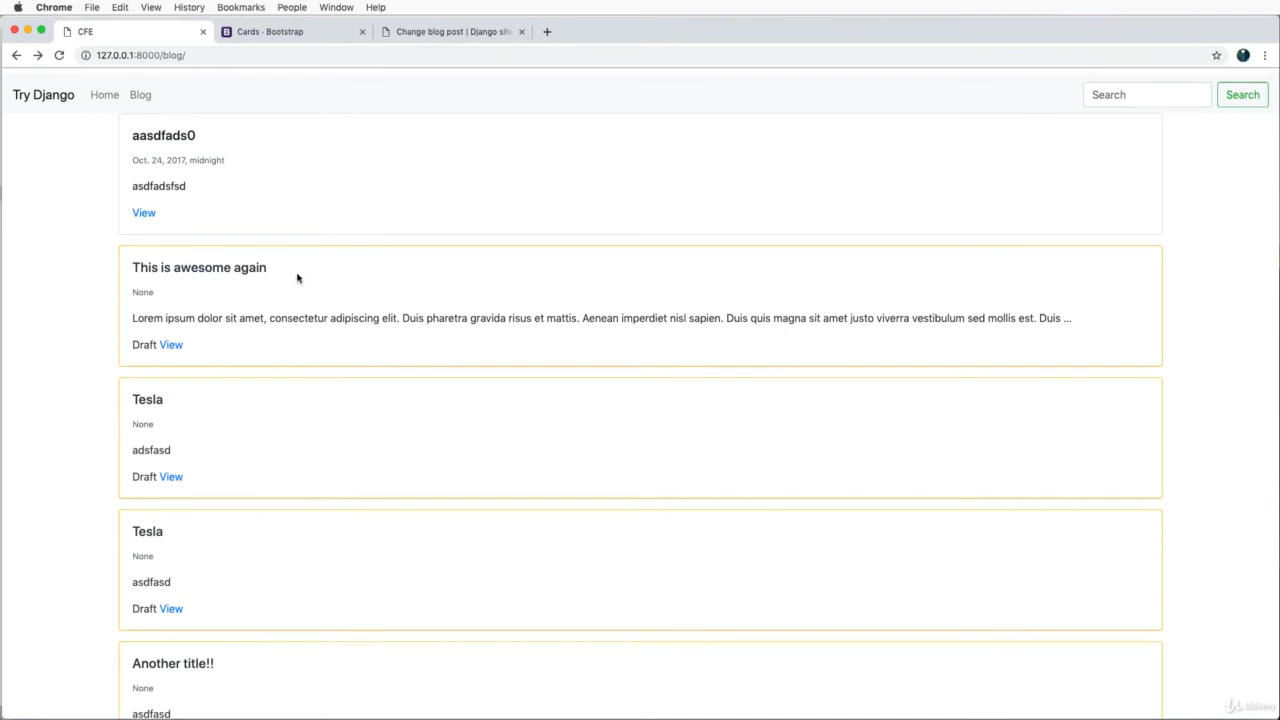 Chrome File Edit View History Bookmarks People Window Help
CFE Cards - Bootstrap Change blog post | Django site
127.0.0.1:8000/blog/
Try Django Home Blog Search Search
aasdfads0
Oct. 24, 2017, midnight
asdfadsfsd
View
This is awesome again
None
Lorem ipsum dolor sit amet, consectetur adipiscing elit. Duis pharetra gravida risus et mattis. Aenean imperdiet nisl sapien. Duis quis magna sit amet justo viverra vestibulum sed mollis est. Duis ...
Draft View
Tesla
None
adsfasd
Draft View
Tesla
None
asdfasd
Draft View
Another title!!
None
asdfasd
Udemy